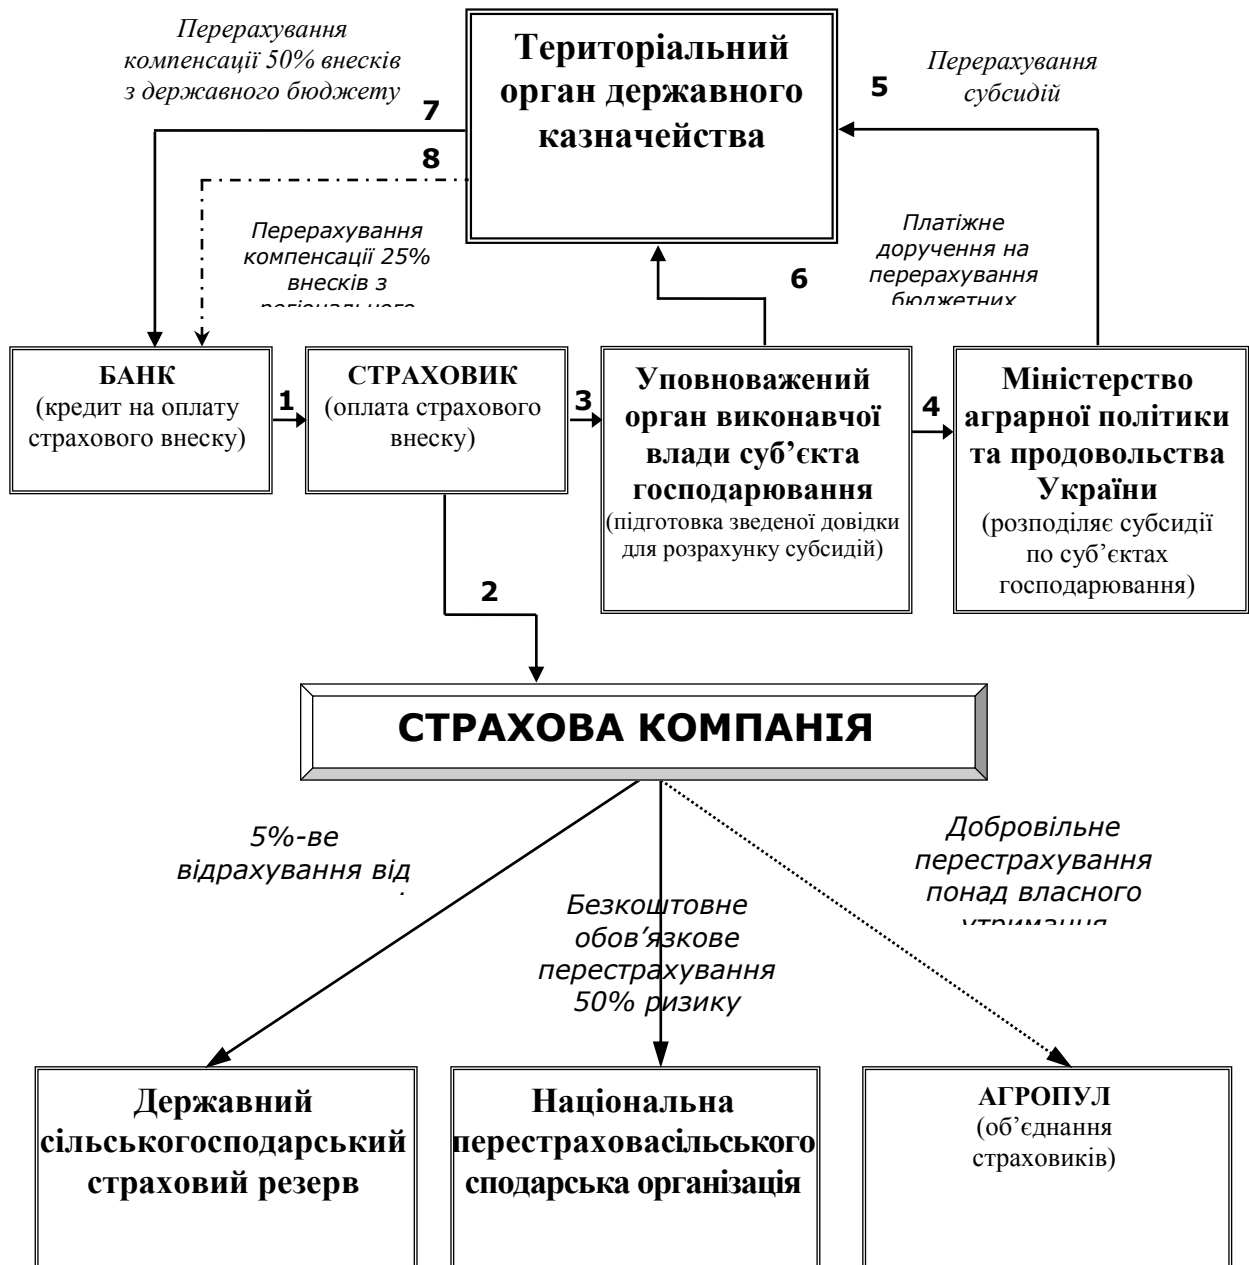 Перерахування
компенсації 50% внесків
з державного бюджету
7
8
Територіальний
орган державного
казначейства
5
Перерахування
субсидій
Перерахування
компенсації 25%
внесків з
регіонального
6
Платіжне
доручення на
перерахування
бюджетних
БАНК
(кредит на оплату
страхового внеску)
1
СТРАХОВИК
(оплата страхового
внеску)
3
Уповноважений
орган виконавчої
влади суб’єкта
господарювання
(підготовка зведеної довідки
для розрахунку субсидій)
4
Міністерство
аграрної політики
та продовольства
України
(розподіляє субсидії
по суб’єктах
господарювання)
2
СТРАХОВА КОМПАНІЯ
5%-ве
відрахування від
Безкоштовне
обов’язкове
перестрахування
50% ризику
Добровільне
перестрахування
понад власного
утримання
Державний
сільськогосподарський
страховий резерв
Національна
перестраховасільського
сподарська організація
АГРОПУЛ
(об’єднання
страховиків)